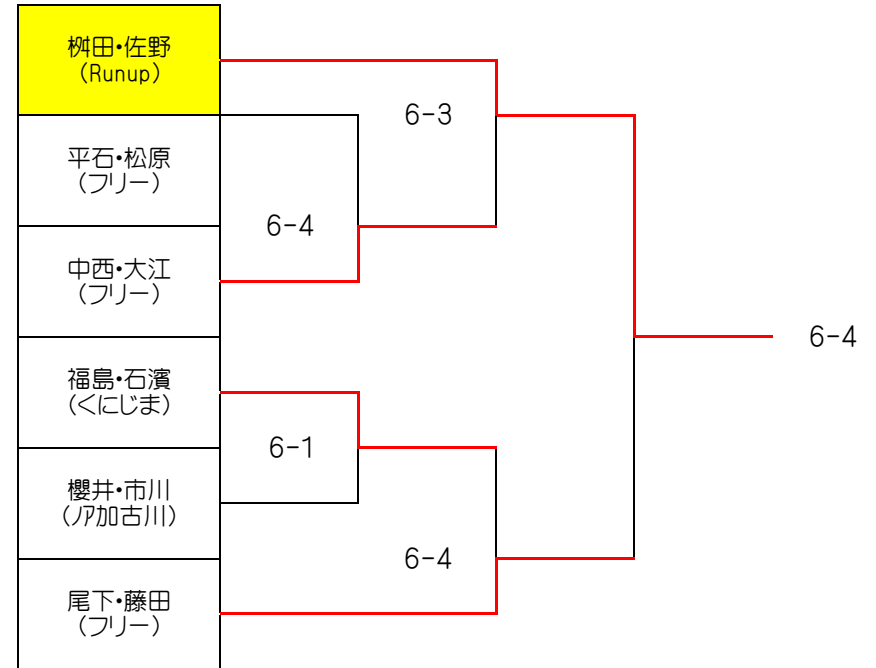 桝田・佐野
（Runup）
6-3
平石・松原
（フリー）
6-4
中西・大江
（フリー）
6-4
福島・石濱
（くにじま）
6-1
櫻井・市川
（ノア加古川）
6-4
尾下・藤田
（フリー）